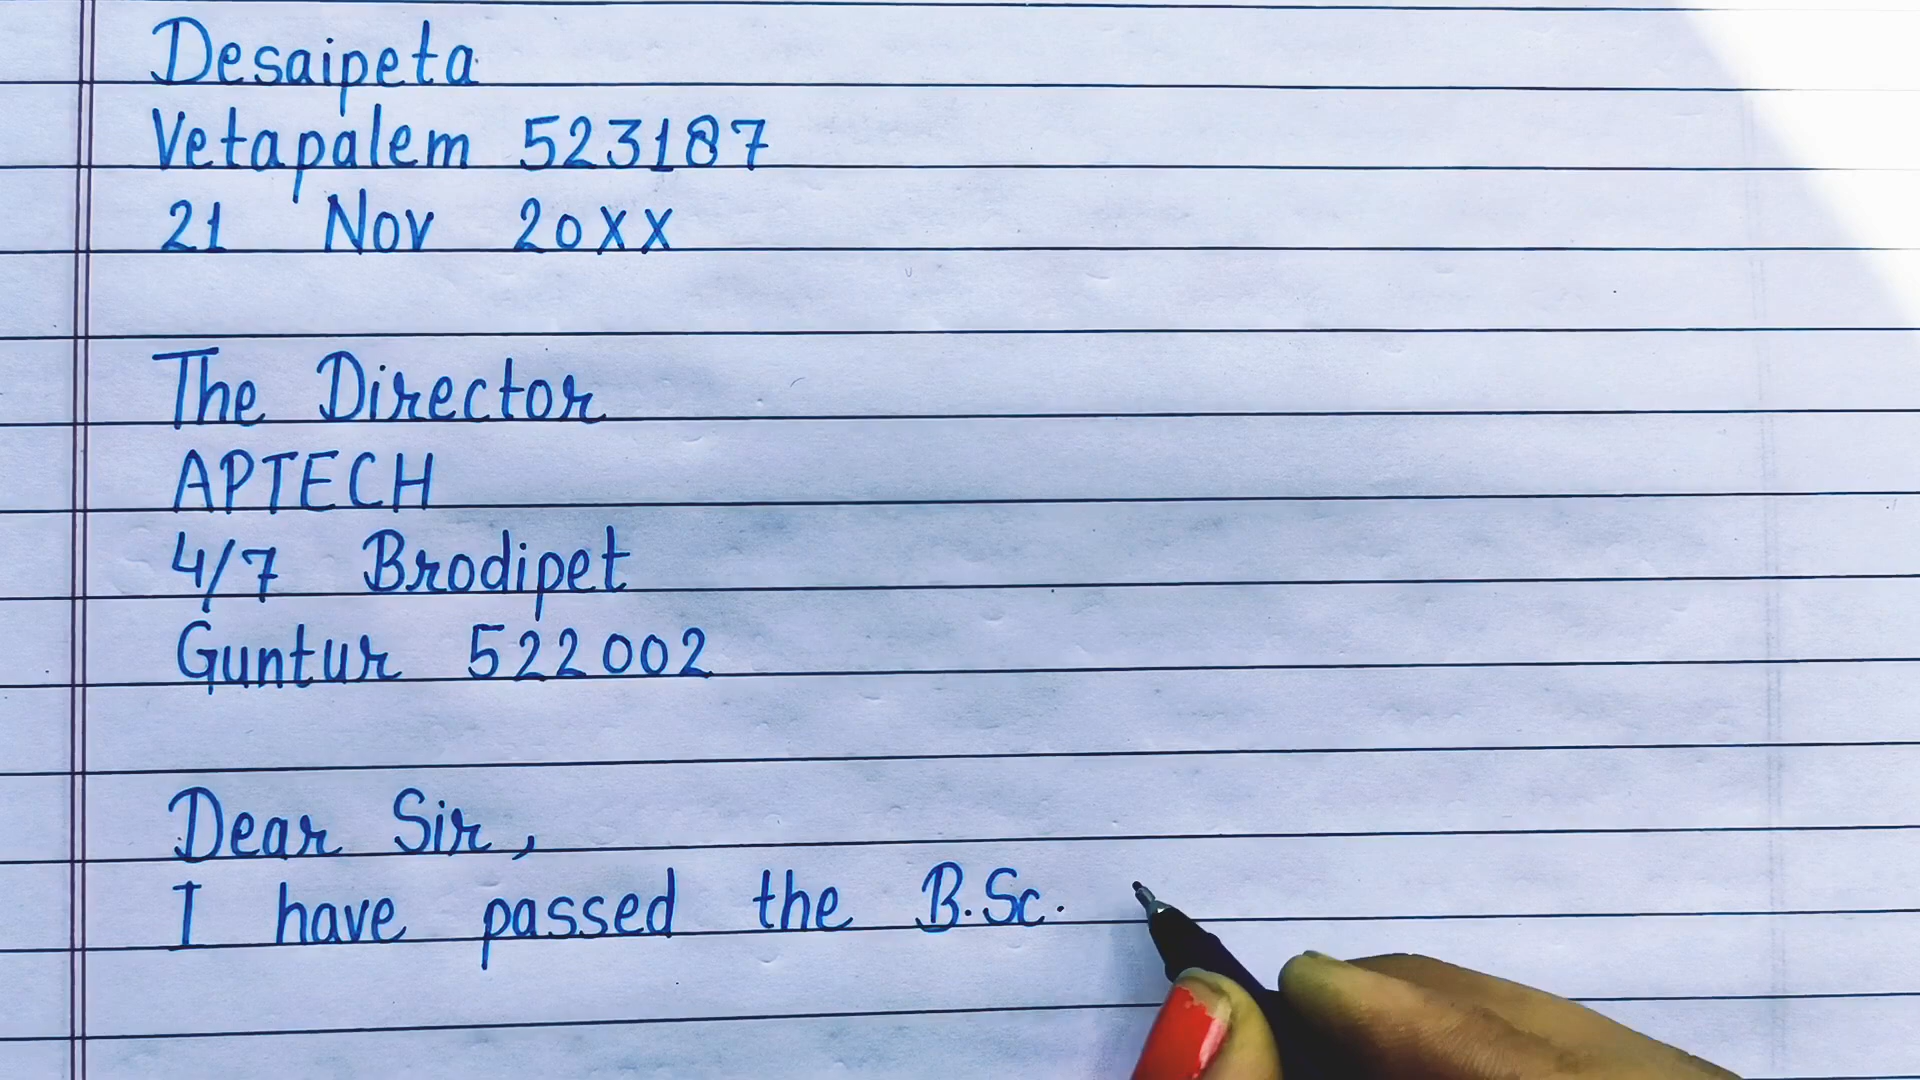 Desaipeta
Vetapalem 523187
21 Nov 20XX
The Director
APTECH
4/7 Brodipet
Guntur 522002
Dear Sir,
I have passed the B.Sc.